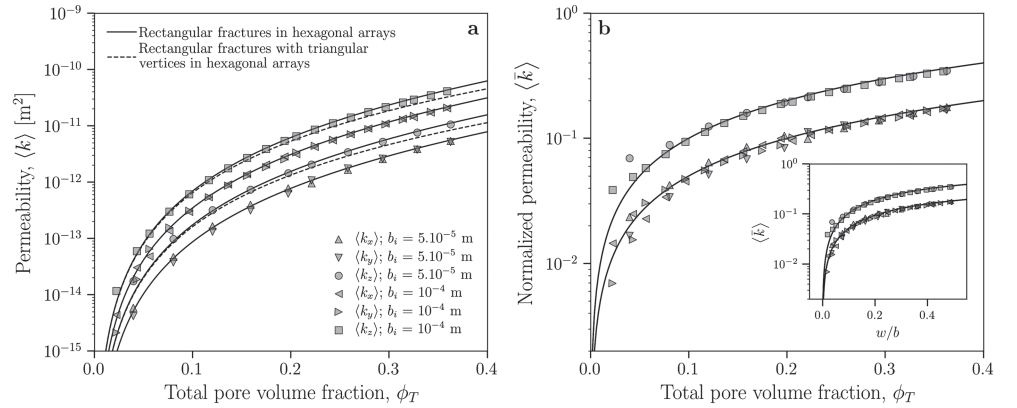 10⁻⁹
10⁻¹⁰
10⁻¹¹
10⁻¹²
10⁻¹³
10⁻¹⁴
10⁻¹⁵
Permeability, ⟨k⟩ [m²]
Rectangular fractures in hexagonal arrays
Rectangular fractures with triangular
vertices in hexagonal arrays
a
⟨kₓ⟩; bᵢ = 5.10⁻⁵ m
⟨k_y⟩; bᵢ = 5.10⁻⁵ m
⟨k_z⟩; bᵢ = 5.10⁻⁵ m
⟨kₓ⟩; bᵢ = 10⁻⁴ m
⟨k_y⟩; bᵢ = 10⁻⁴ m
⟨k_z⟩; bᵢ = 10⁻⁴ m
0.0 0.1 0.2 0.3 0.4
Total pore volume fraction, ϕ_T
b
10⁰
10⁻¹
10⁻²
Normalized permeability, ⟨k̄⟩
10⁰
10⁻¹
10⁻²
⟨k̄⟩
0.0 0.2 0.4
w/b
0.0 0.1 0.2 0.3 0.4
Total pore volume fraction, ϕ_T